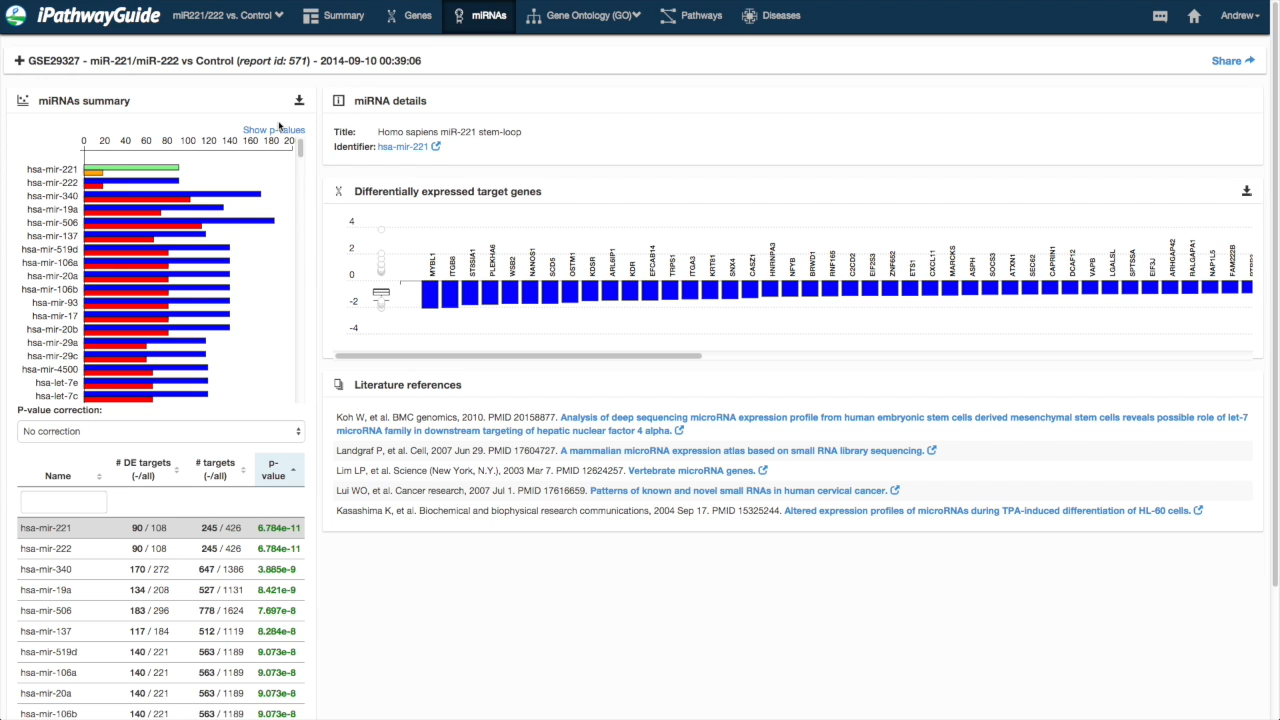 iPathwayGuide miR221/222 vs. Control Summary Genes miRNAs Gene Ontology (GO) Pathways Diseases Andrew
GSE29327 - miR-221/miR-222 vs Control (report id: 571) - 2014-09-10 00:39:06 Share
miRNAs summary
Show p-values
0 20 40 60 80 100 120 140 160 180 20
hsa-mir-221
hsa-mir-222
hsa-mir-340
hsa-mir-19a
hsa-mir-506
hsa-mir-137
hsa-mir-519d
hsa-mir-106a
hsa-mir-20a
hsa-mir-106b
hsa-mir-93
hsa-mir-17
hsa-mir-20b
hsa-mir-29a
hsa-mir-29c
hsa-mir-4500
hsa-let-7e
hsa-let-7c
P-value correction:
No correction
Name # DE targets (-/all) # targets (-/all) p-value
hsa-mir-221 90 / 108 245 / 426 6.784e-11
hsa-mir-222 90 / 108 245 / 426 6.784e-11
hsa-mir-340 170 / 272 647 / 1386 3.885e-9
hsa-mir-19a 134 / 208 527 / 1131 8.421e-9
hsa-mir-506 183 / 296 778 / 1624 7.697e-8
hsa-mir-137 117 / 184 512 / 1119 8.284e-8
hsa-mir-519d 140 / 221 563 / 1189 9.073e-8
hsa-mir-106a 140 / 221 563 / 1189 9.073e-8
hsa-mir-20a 140 / 221 563 / 1189 9.073e-8
hsa-mir-106b 140 / 221 563 / 1189 9.073e-8
miRNA details
Title: Homo sapiens miR-221 stem-loop
Identifier: hsa-mir-221
Differentially expressed target genes
4
2
0
-2
-4
MYBL1 ITGB8 STSSIA1 PLEKHA6 WSB2 NANOS1 SCD5 OSTM1 KDSR ARL6IP1 KDR EFCAB14 TRPS1 ITGA3 KRTB1 SNX4 CASZ1 HNRNPA3 NFYB BRWD1 RNF165 C2CD2 ETS1 CXCL11 MARCKS ASPH SOCS3 ATXN1 SEC62 CAPRIN1 DCAF12 VAPB LGALSL SPTSSA EIF3J ARHGAP42 RALGAPA1 NAP1L5 FAM222B
Literature references
Koh W, et al. BMC genomics, 2010. PMID 20158877. Analysis of deep sequencing microRNA expression profile from human embryonic stem cells derived mesenchymal stem cells reveals possible role of let-7
microRNA family in downstream targeting of hepatic nuclear factor 4 alpha.
Landgraf P, et al. Cell, 2007 Jun 29. PMID 17604727. A mammalian microRNA expression atlas based on small RNA library sequencing.
Lim LP, et al. Science (New York, N.Y.), 2003 Mar 7. PMID 12624257. Vertebrate microRNA genes.
Lui WO, et al. Cancer research, 2007 Jul 1. PMID 17616659. Patterns of known and novel small RNAs in human cervical cancer.
Kasashima K, et al. Biochemical and biophysical research communications, 2004 Sep 17. PMID 15325244. Altered expression profiles of microRNAs during TPA-induced differentiation of HL-60 cells.